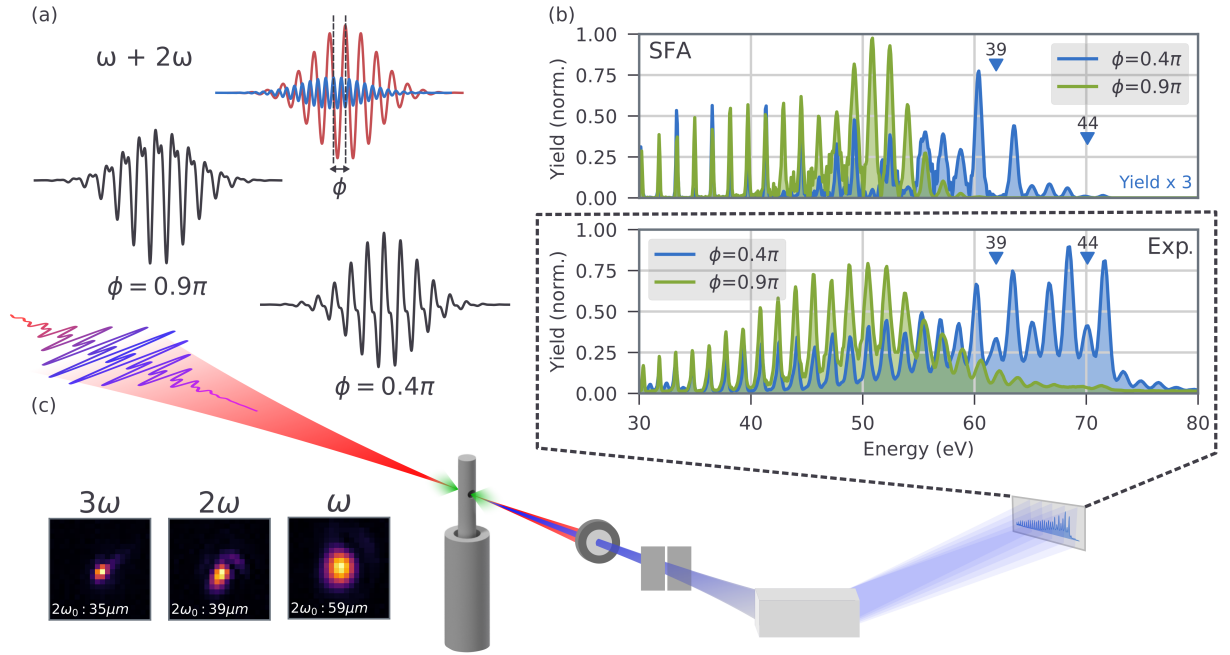 (a)
ω + 2ω
ϕ
ϕ = 0.9π
ϕ = 0.4π
(b)
SFA
39
44
ϕ=0.4π
ϕ=0.9π
Yield x 3
Yield (norm.)
1.00
0.75
0.50
0.25
0.00
Exp.
39
44
ϕ=0.4π
ϕ=0.9π
Yield (norm.)
1.00
0.75
0.50
0.25
0.00
30 40 50 60 70 80
Energy (eV)
(c)
3ω 2ω ω
2ω₀ : 35μm 2ω₀ : 39μm 2ω₀ : 59μm